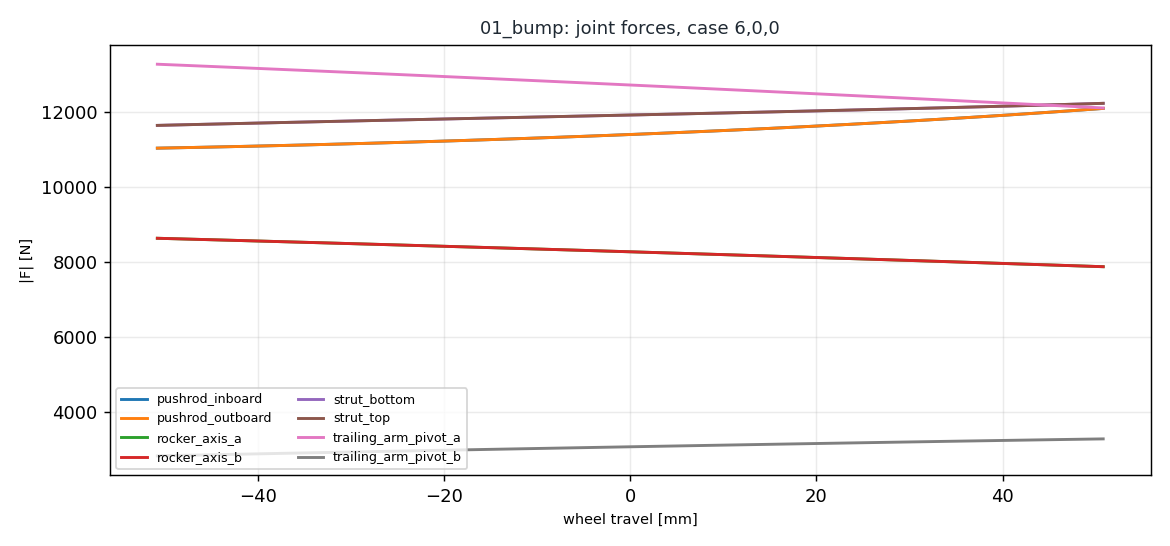 01_bump: joint forces, case 6,0,0
|F| [N]
12000
10000
8000
6000
4000
pushrod_inboard
pushrod_outboard
rocker_axis_a
rocker_axis_b
strut_bottom
strut_top
trailing_arm_pivot_a
trailing_arm_pivot_b
−40
−20
0
20
40
wheel travel [mm]